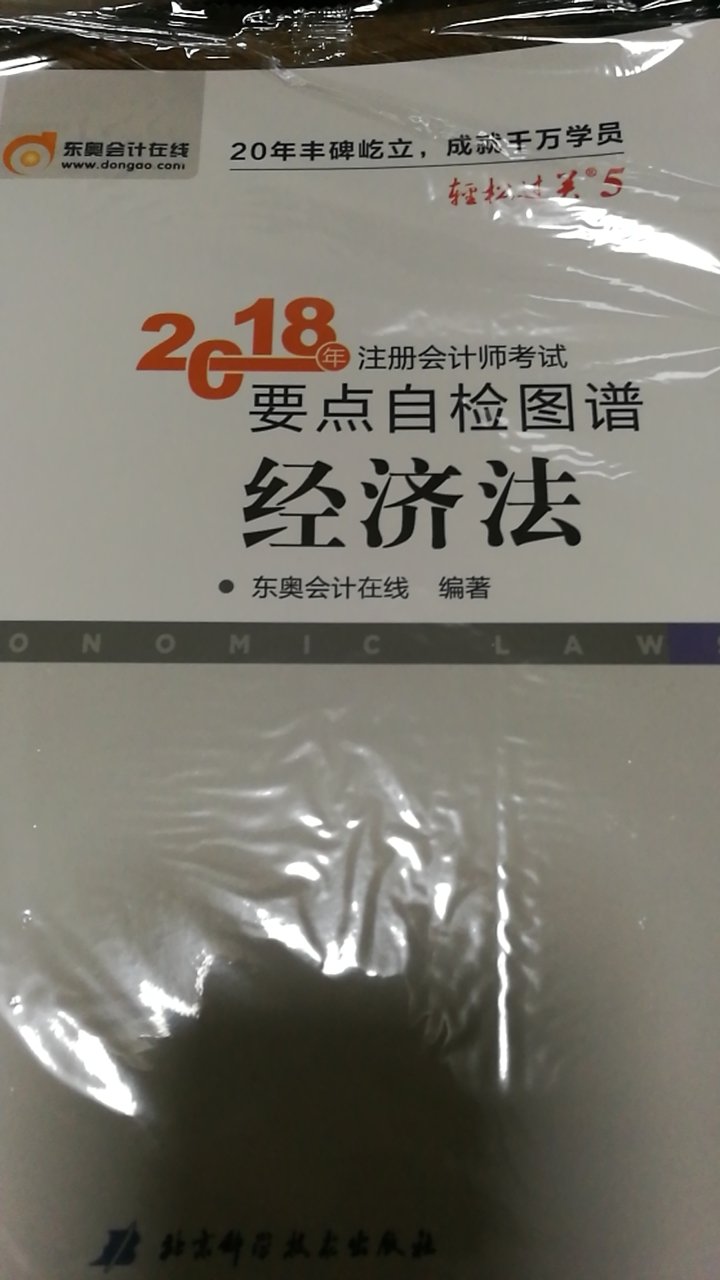 东奥会计在线
www.dongao.com
20年丰碑屹立，成就千万学员
轻松过关®5
2018年注册会计师考试
要点自检图谱
经济法
● 东奥会计在线 编著
ONOMIC LAW
北京科学技术出版社